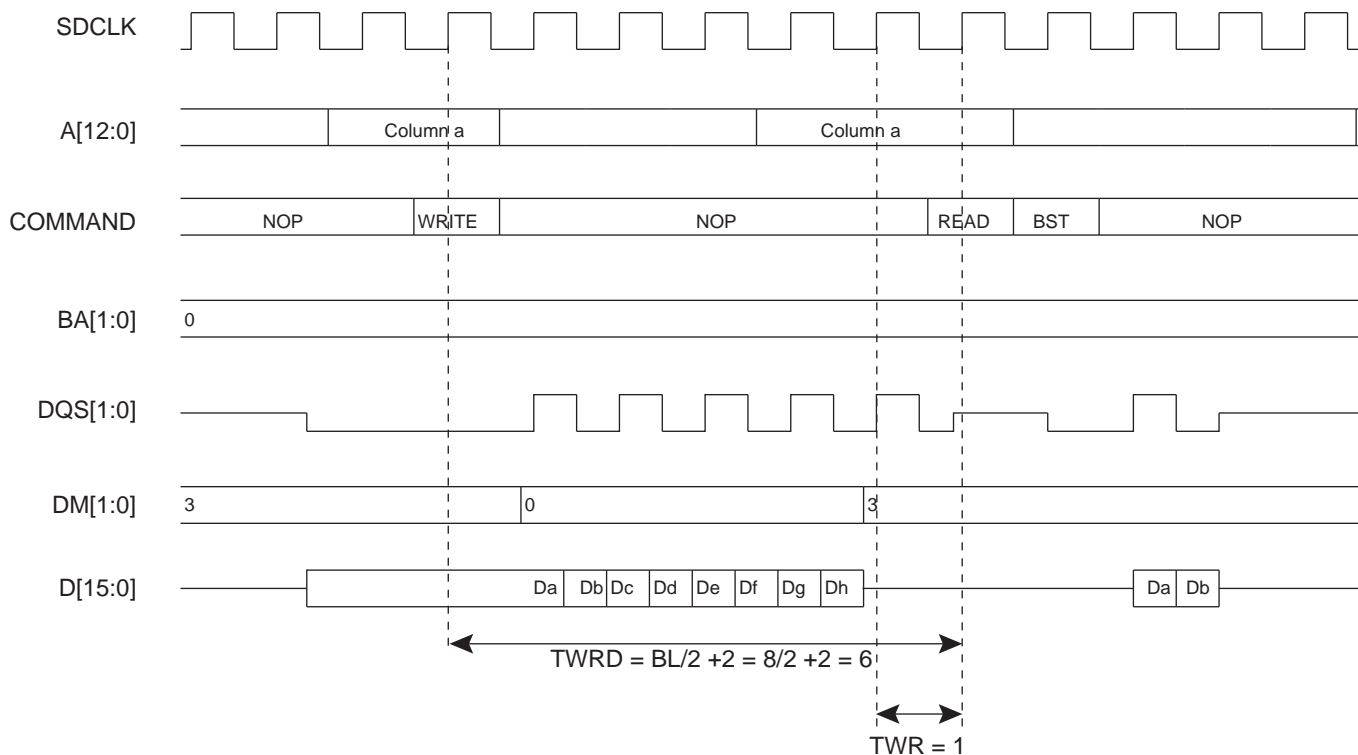 SDCLK
A[12:0] Column a Column a
COMMAND NOP WRITE NOP READ BST NOP
BA[1:0] 0
DQS[1:0]
DM[1:0] 3 0 3
D[15:0] Da Db Dc Dd De Df Dg Dh Da Db
TWRD = BL/2 +2 = 8/2 +2 = 6
TWR = 1